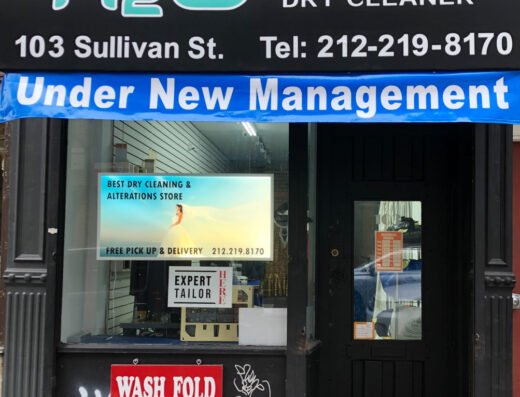 H2O
DRY CLEANER
103 Sullivan St. Tel: 212-219-8170
Under New Management
BEST DRY CLEANING &
ALTERATIONS STORE
FREE PICK UP & DELIVERY 212.219.8170
EXPERT
TAILOR
HERE
WASH FOLD